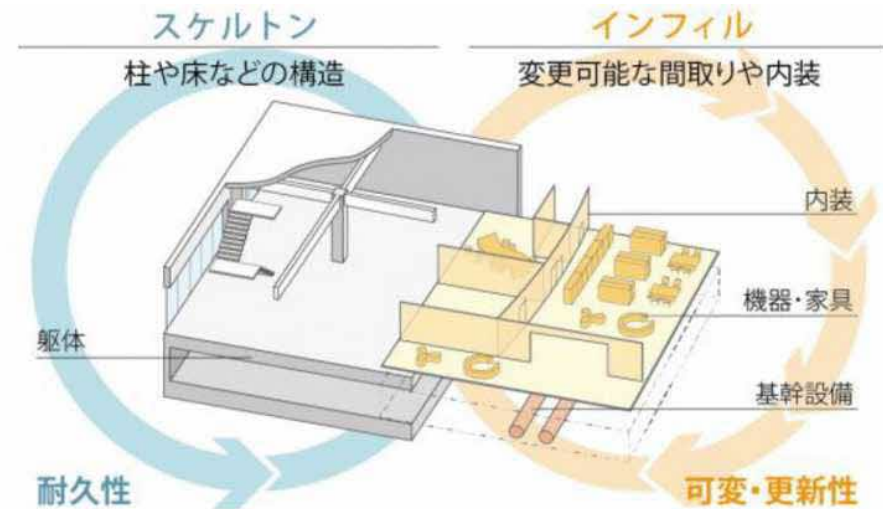 スケルトン
柱や床などの構造
インフィル
変更可能な間取りや内装
内装
機器・家具
躯体
基幹設備
耐久性
可変・更新性